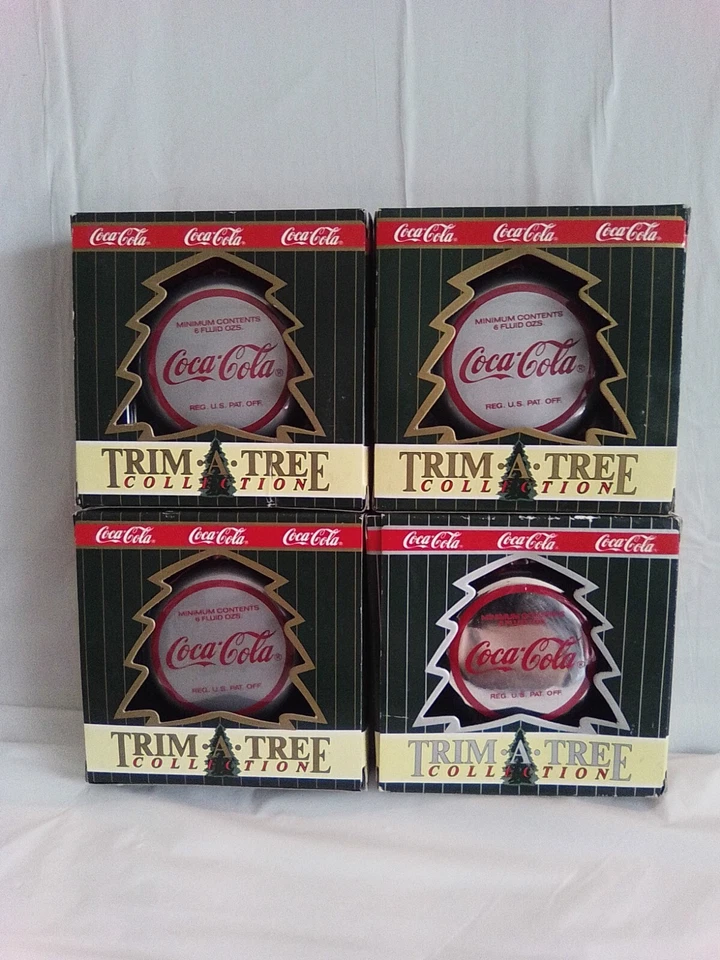 Coca-Cola® Coca-Cola® Coca-Cola®
MINIMUM CONTENTS
6 FLUID OZS.
Coca-Cola®
REG. U.S. PAT. OFF.
TRIM·A·TREE
COLLECTION
Coca-Cola® Coca-Cola® Coca-Cola®
MINIMUM CONTENTS
6 FLUID OZS.
Coca-Cola®
REG. U.S. PAT. OFF.
TRIM·A·TREE
COLLECTION
Coca-Cola® Coca-Cola® Coca-Cola®
MINIMUM CONTENTS
6 FLUID OZS.
Coca-Cola®
REG. U.S. PAT. OFF.
TRIM·A·TREE
COLLECTION
Coca-Cola® Coca-Cola® Coca-Cola®
Coca-Cola®
REG. U.S. PAT. OFF.
TRIM·A·TREE
COLLECTION